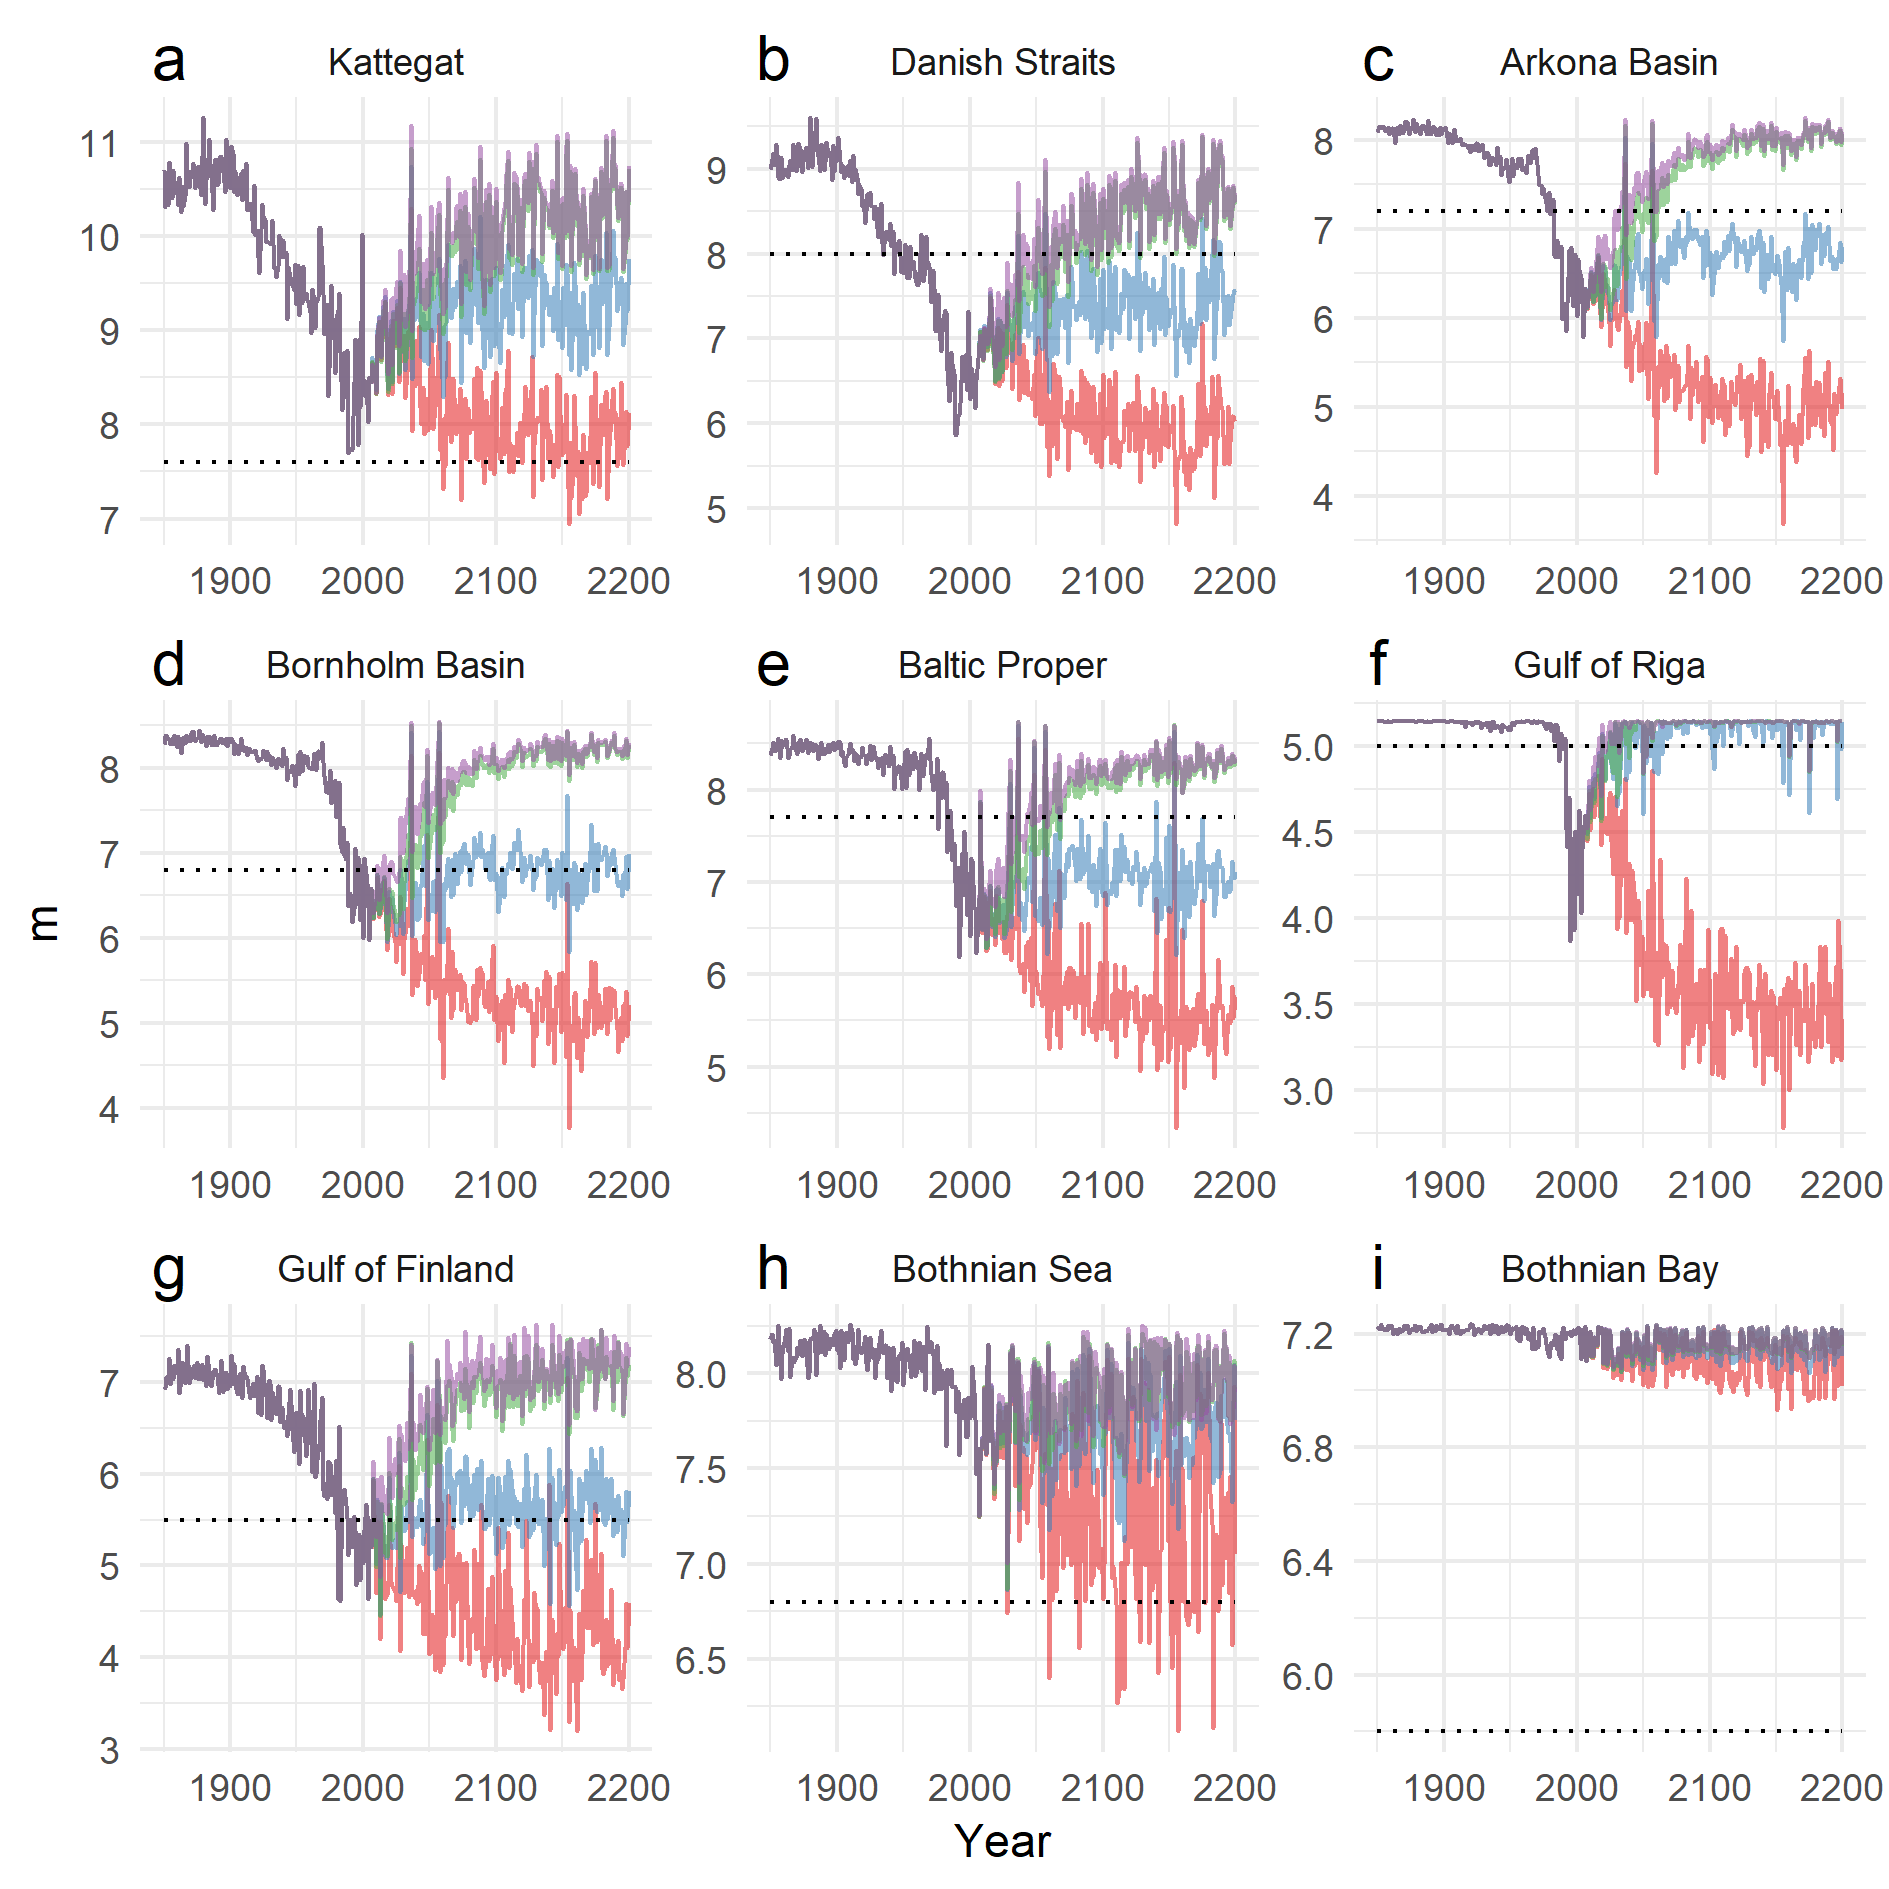 a Kattegat
b Danish Straits
c Arkona Basin
11
10
9
8
7
9
8
7
6
5
8
7
6
5
4
1900 2000 2100 2200
1900 2000 2100 2200
1900 2000 2100 2200
d Bornholm Basin
e Baltic Proper
f Gulf of Riga
8
7
6
5
4
8
7
6
5
5.0
4.5
4.0
3.5
3.0
m
1900 2000 2100 2200
1900 2000 2100 2200
1900 2000 2100 2200
g Gulf of Finland
h Bothnian Sea
i Bothnian Bay
7
6
5
4
3
8.0
7.5
7.0
6.5
7.2
6.8
6.4
6.0
1900 2000 2100 2200
1900 2000 2100 2200
1900 2000 2100 2200
Year